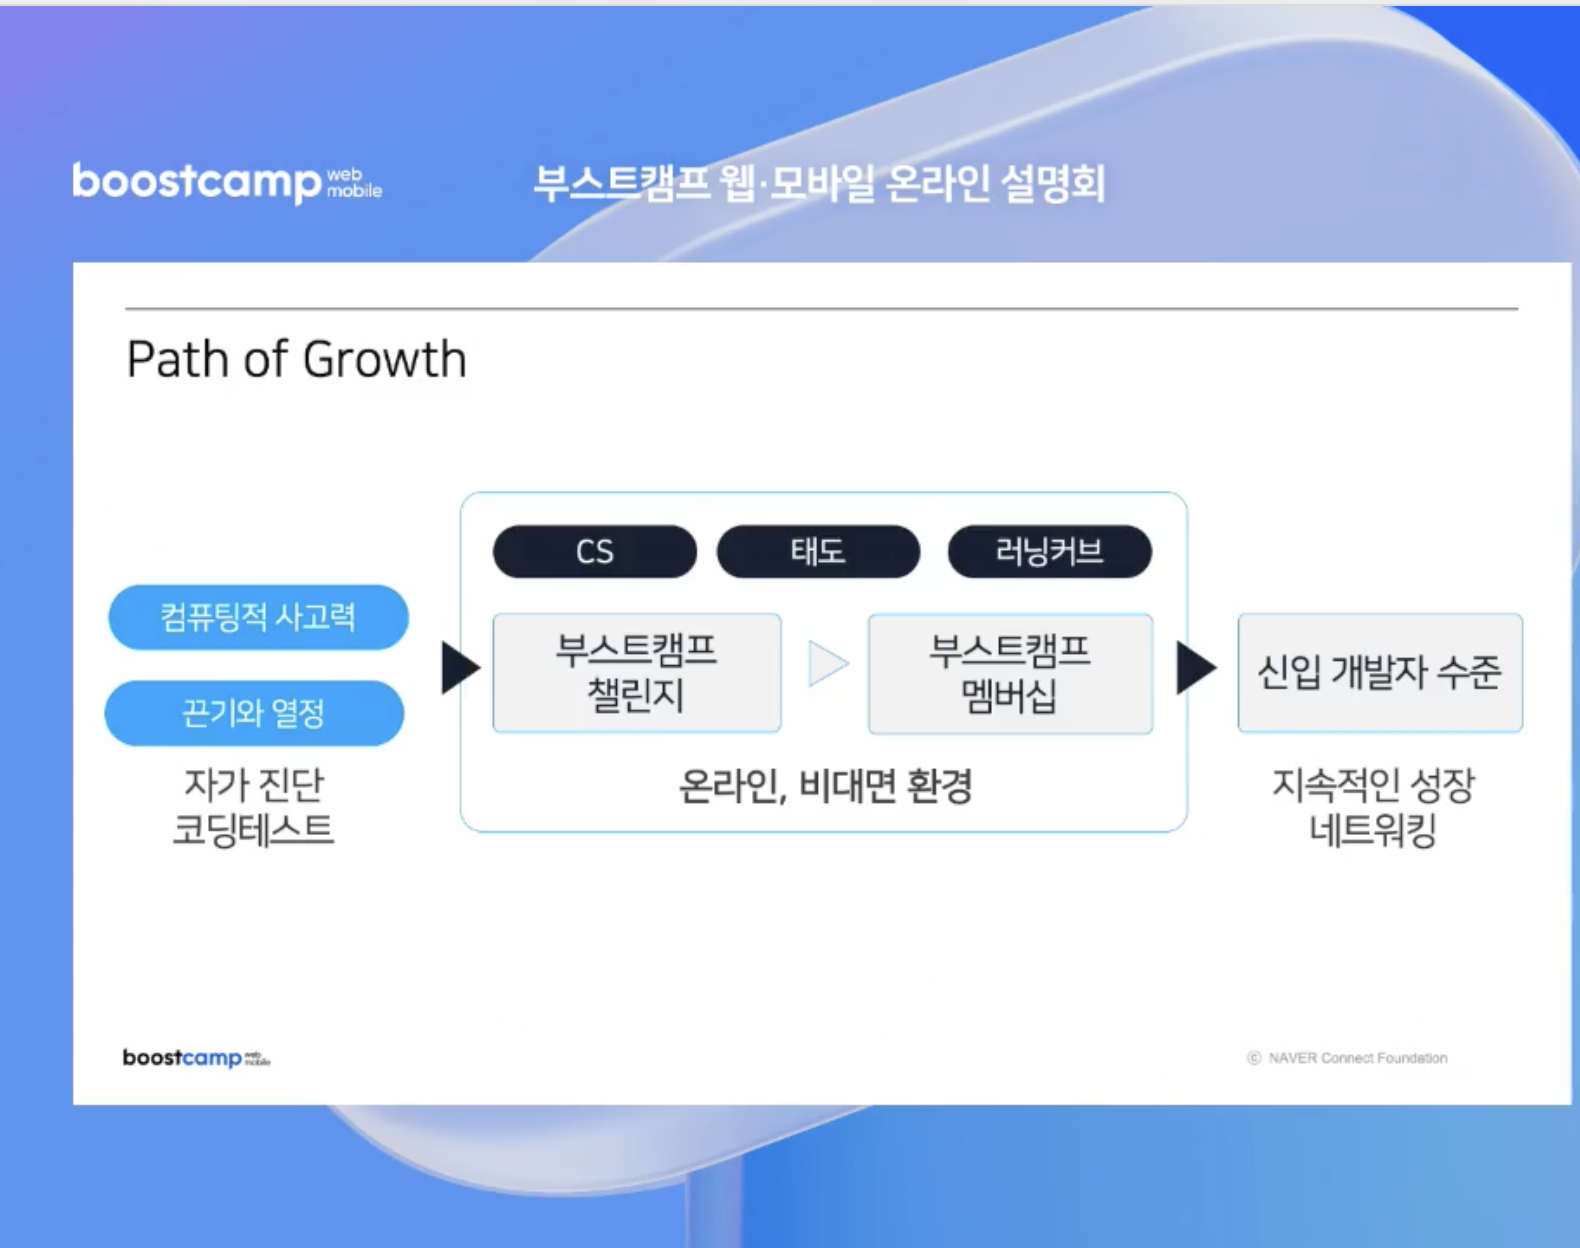 boostcamp web mobile
부스트캠프 웹·모바일 온라인 설명회
Path of Growth
컴퓨팅적 사고력
끈기와 열정
자가 진단
코딩테스트
CS
태도
러닝커브
부스트캠프
챌린지
부스트캠프
멤버십
온라인, 비대면 환경
신입 개발자 수준
지속적인 성장
네트워킹
boostcamp web mobile
© NAVER Connect Foundation